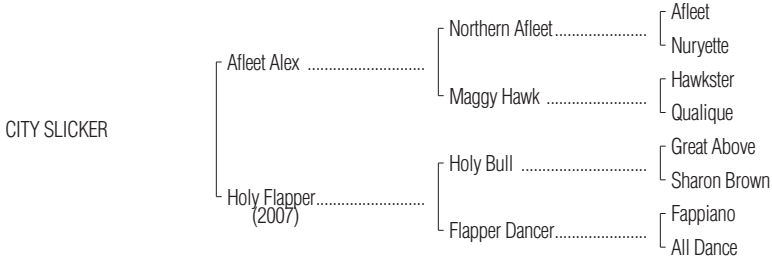 Afleet
Northern Afleet......................
Nuryette
Afleet Alex ............................
Hawkster
Maggy Hawk ........................
Qualique
CITY SLICKER
Great Above
Holy Bull ..............................
Sharon Brown
Holy Flapper..........................
(2007)
Fappiano
Flapper Dancer......................
All Dance